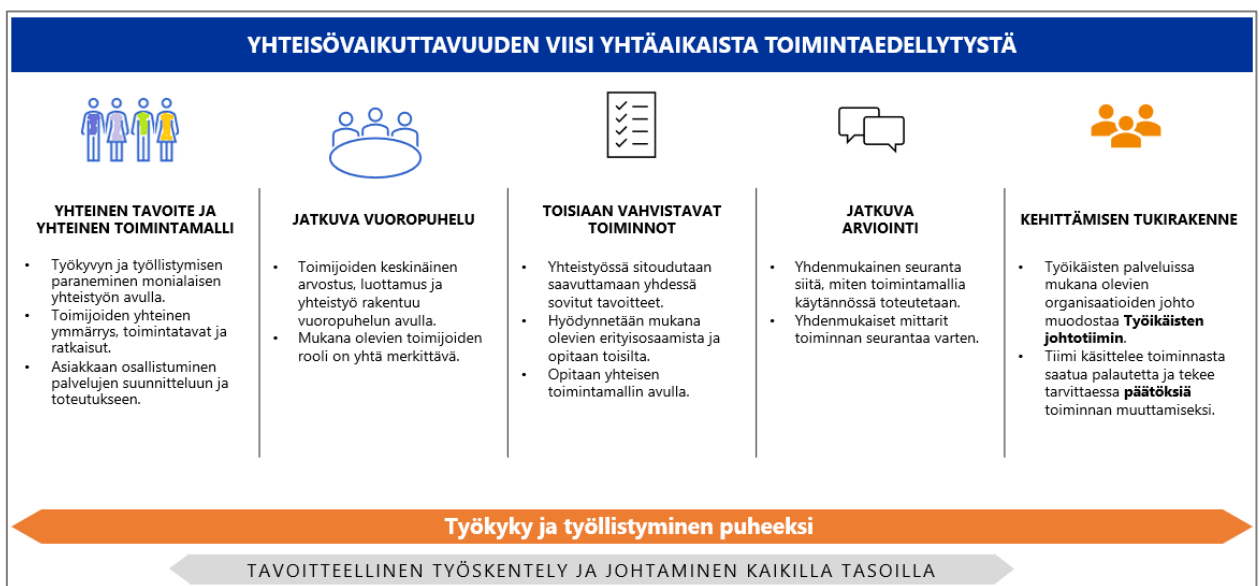 YHTEISÖVAIKUTTAVUUDEN VIISI YHTÄAIKAISTA TOIMINTAEDELLYTYSTÄ
YHTEINEN TAVOITE JA
YHTEINEN TOIMINTAMALLI
• Työkyvyn ja työllistymisen
paraneminen monialaisen
yhteistyön avulla.
• Toimijoiden yhteinen
ymmärrys, toimintatavat ja
ratkaisut.
• Asiakkaan osallistuminen
palvelujen suunnitteluun ja
toteutukseen.
JATKUVA VUOROPUHELU
• Toimijoiden keskinäinen
arvostus, luottamus ja
yhteistyö rakentuu
vuoropuhelun avulla.
• Mukana olevien toimijoiden
rooli on yhtä merkittävä.
TOISIAAN VAHVISTAVAT
TOIMINNOT
• Yhteistyössä sitoudutaan
saavuttamaan yhdessä
sovitut tavoitteet.
• Hyödynnetään mukana
olevien erityisosaamista ja
opitaan toisilta.
• Opitaan yhteisen
toimintamallin avulla.
JATKUVA
ARVIOINTI
• Yhdenmukainen seuranta
siitä, miten toimintamallia
käytännössä toteutetaan.
• Yhdenmukaiset mittarit
toiminnan seurantaa varten.
KEHITTÄMISEN TUKIRAKENNE
• Työikäisten palveluissa
mukana olevien
organisaatioiden johto
muodostaa Työikäisten
johtotiimin.
• Tiimi käsittelee toiminnasta
saatua palautetta ja tekee
tarvittaessa päätöksiä
toiminnan muuttamiseksi.
Työkyky ja työllistyminen puheeksi
TAVOITTEELLINEN TYÖSKENTELY JA JOHTAMINEN KAIKILLA TASOILLA